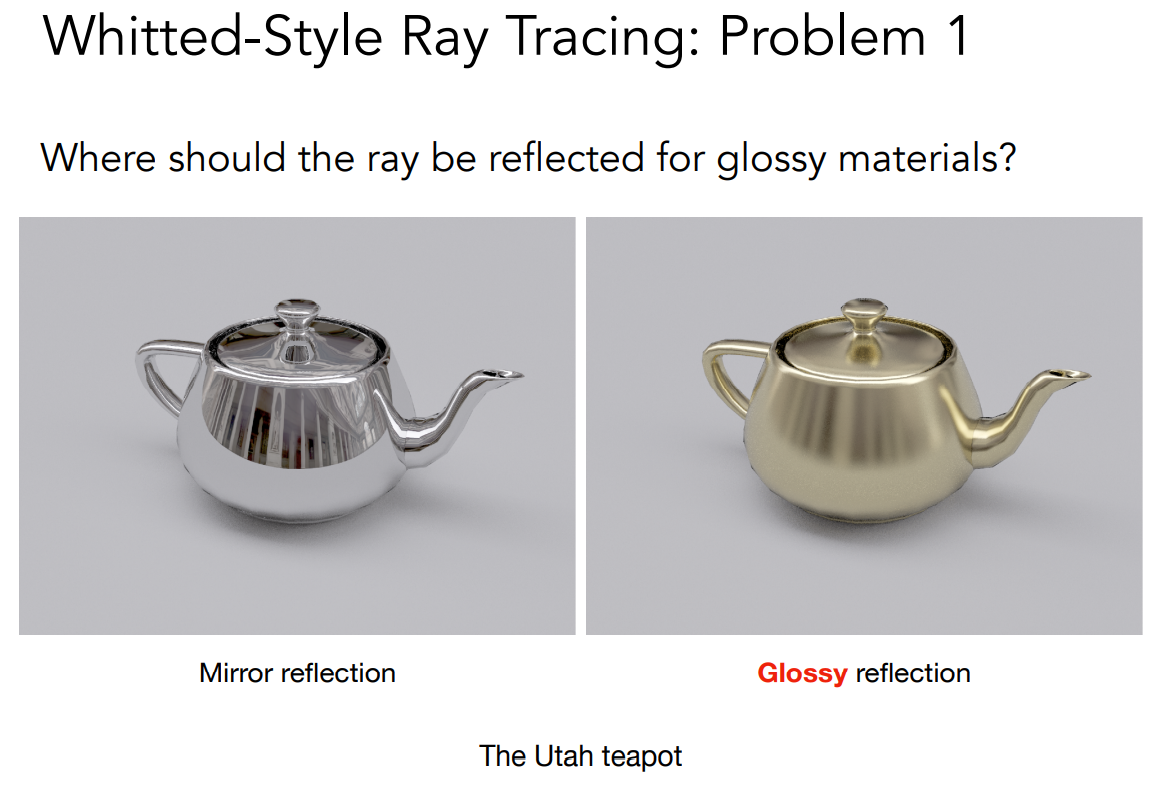 Whitted-Style Ray Tracing: Problem 1
Where should the ray be reflected for glossy materials?
Mirror reflection
Glossy reflection
The Utah teapot